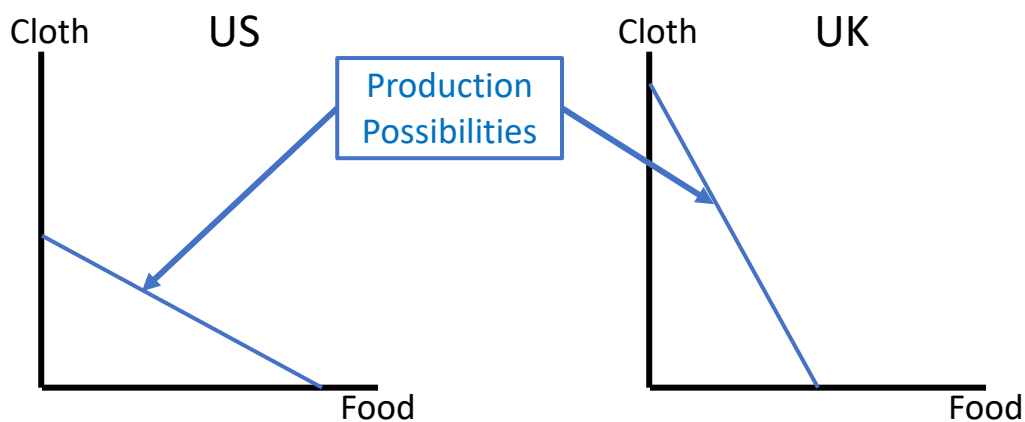 US
Cloth
Production
Possibilities
Food
UK
Cloth
Food